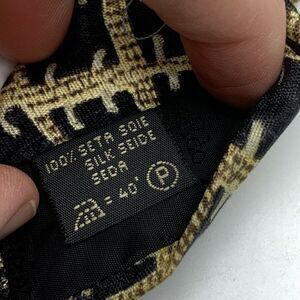 100% SETA SOIE
SILK SEIDE
SEDA
= 40° P